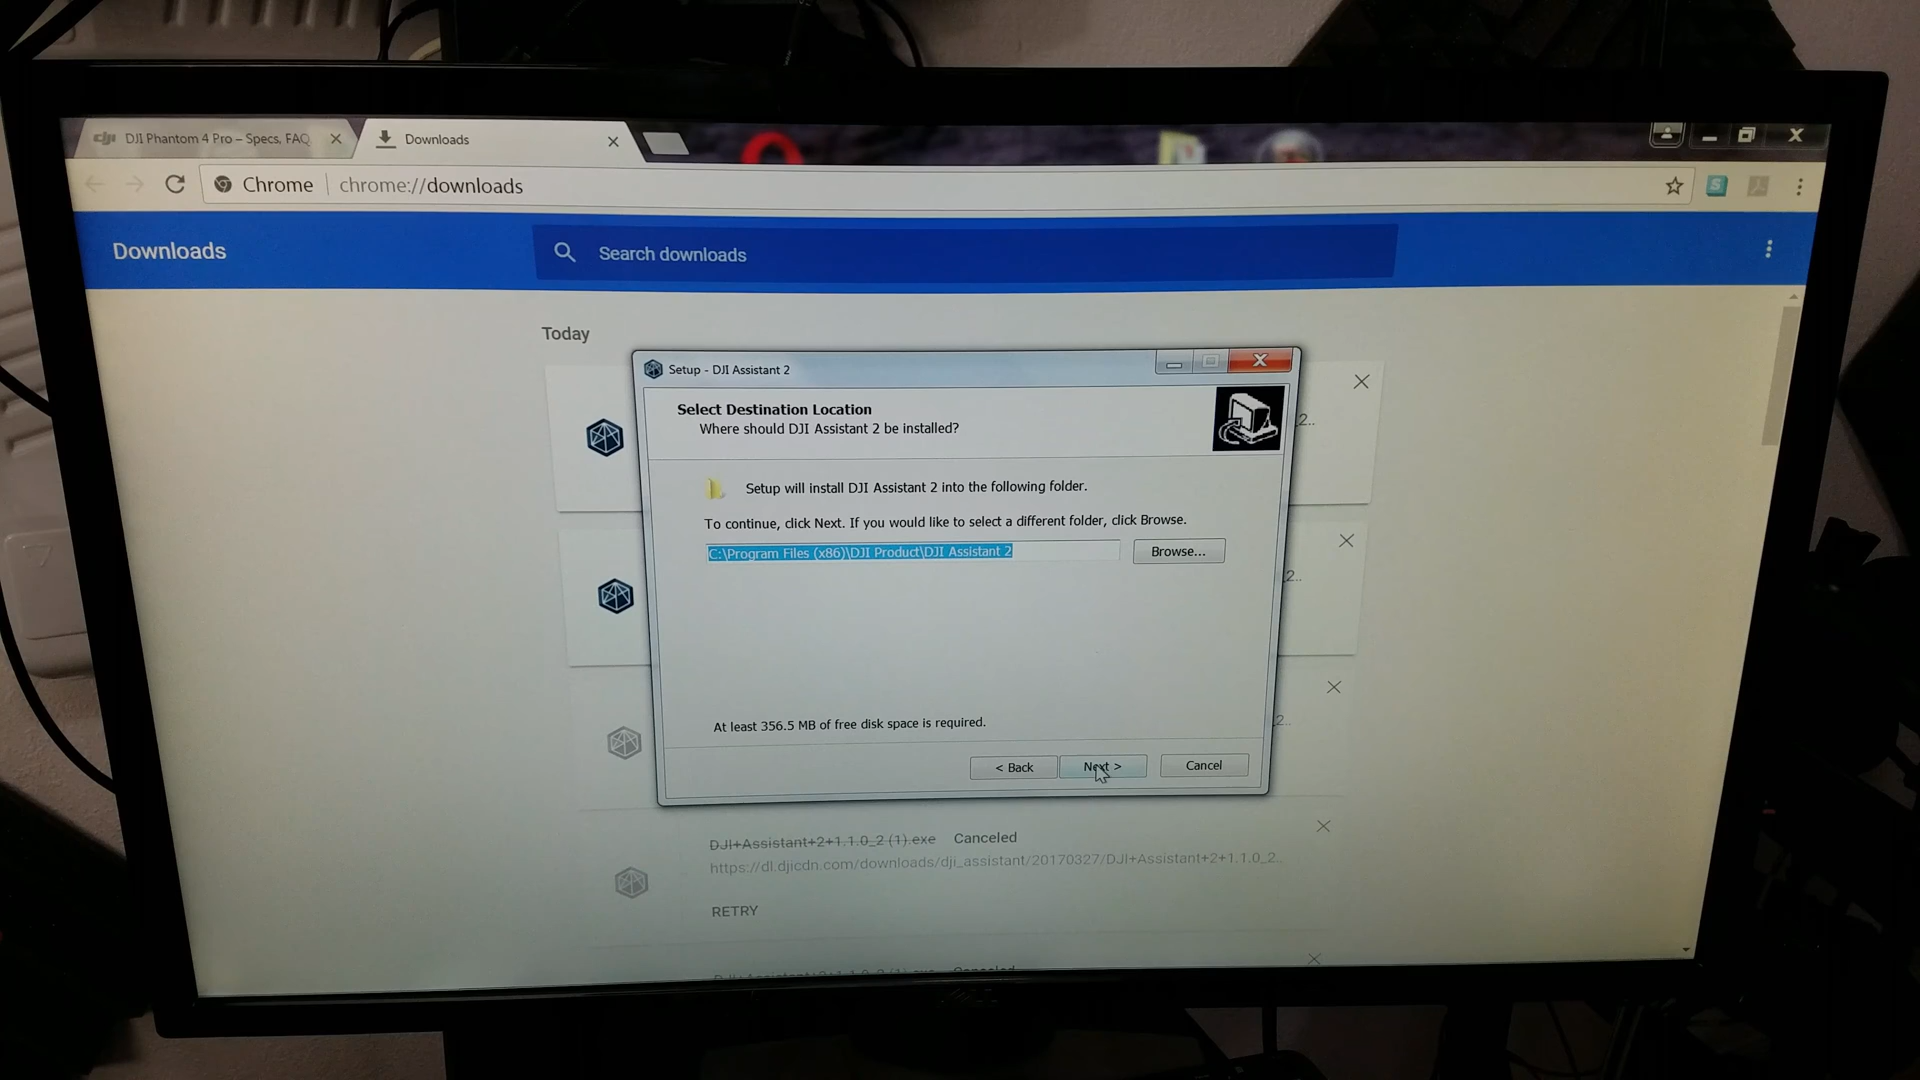 dji DJI Phantom 4 Pro – Specs, FAQ
Downloads
Chrome
chrome://downloads
S
Downloads
Search downloads
Today
Setup - DJI Assistant 2
Select Destination Location
Where should DJI Assistant 2 be installed?
Setup will install DJI Assistant 2 into the following folder.
To continue, click Next. If you would like to select a different folder, click Browse.
C:\Program Files (x86)\DJI Product\DJI Assistant 2
Browse...
At least 356.5 MB of free disk space is required.
< Back
Next >
Cancel
2..
2..
2..
DJI+Assistant+2+1.1.0_2 (1).exe Canceled
https://dl.djicdn.com/downloads/dji_assistant/20170327/DJI+Assistant+2+1.1.0_2..
RETRY